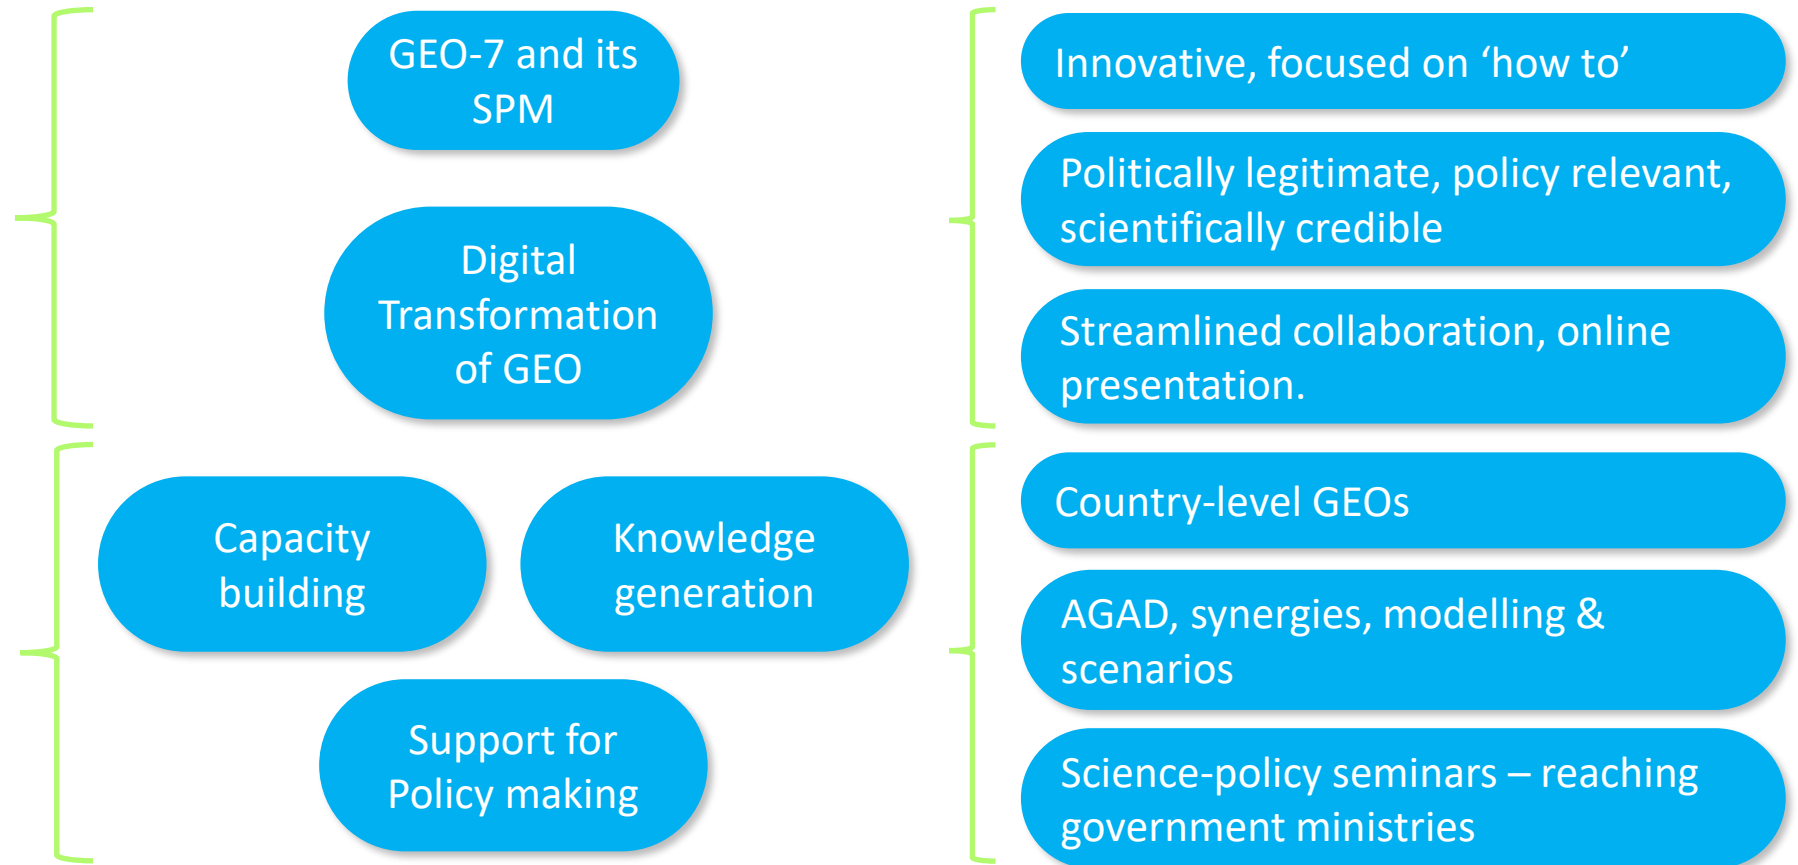 GEO-7 and its
SPM
Digital
Transformation
of GEO
Capacity
building
Knowledge
generation
Support for
Policy making
Innovative, focused on ‘how to’
Politically legitimate, policy relevant,
scientifically credible
Streamlined collaboration, online
presentation.
Country-level GEOs
AGAD, synergies, modelling &
scenarios
Science-policy seminars – reaching
government ministries